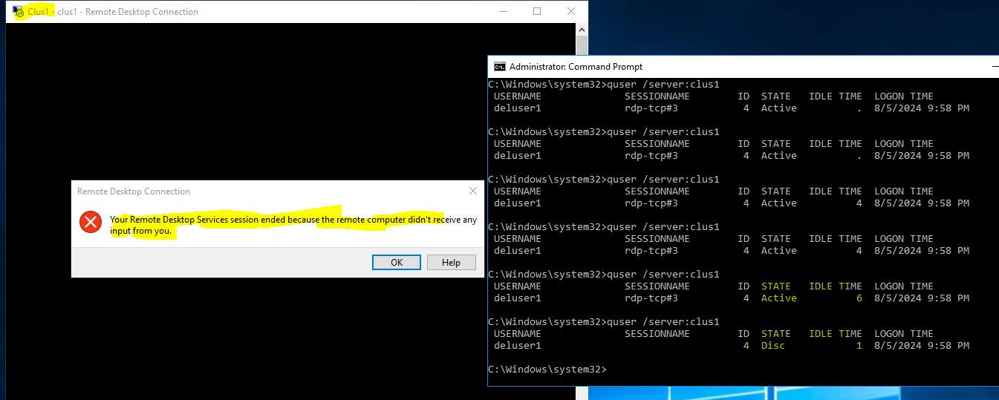 Clus1 - clus1 - Remote Desktop Connection
Remote Desktop Connection
Your Remote Desktop Services session ended because the remote computer didn't receive any
input from you.
OK
Help
Administrator: Command Prompt
C:\Windows\system32>quser /server:clus1
USERNAME SESSIONNAME ID STATE IDLE TIME LOGON TIME
deluser1 rdp-tcp#3 4 Active . 8/5/2024 9:58 PM
C:\Windows\system32>quser /server:clus1
USERNAME SESSIONNAME ID STATE IDLE TIME LOGON TIME
deluser1 rdp-tcp#3 4 Active . 8/5/2024 9:58 PM
C:\Windows\system32>quser /server:clus1
USERNAME SESSIONNAME ID STATE IDLE TIME LOGON TIME
deluser1 rdp-tcp#3 4 Active 4 8/5/2024 9:58 PM
C:\Windows\system32>quser /server:clus1
USERNAME SESSIONNAME ID STATE IDLE TIME LOGON TIME
deluser1 rdp-tcp#3 4 Active 4 8/5/2024 9:58 PM
C:\Windows\system32>quser /server:clus1
USERNAME SESSIONNAME ID STATE IDLE TIME LOGON TIME
deluser1 rdp-tcp#3 4 Active 6 8/5/2024 9:58 PM
C:\Windows\system32>quser /server:clus1
USERNAME SESSIONNAME ID STATE IDLE TIME LOGON TIME
deluser1 4 Disc 1 8/5/2024 9:58 PM
C:\Windows\system32>